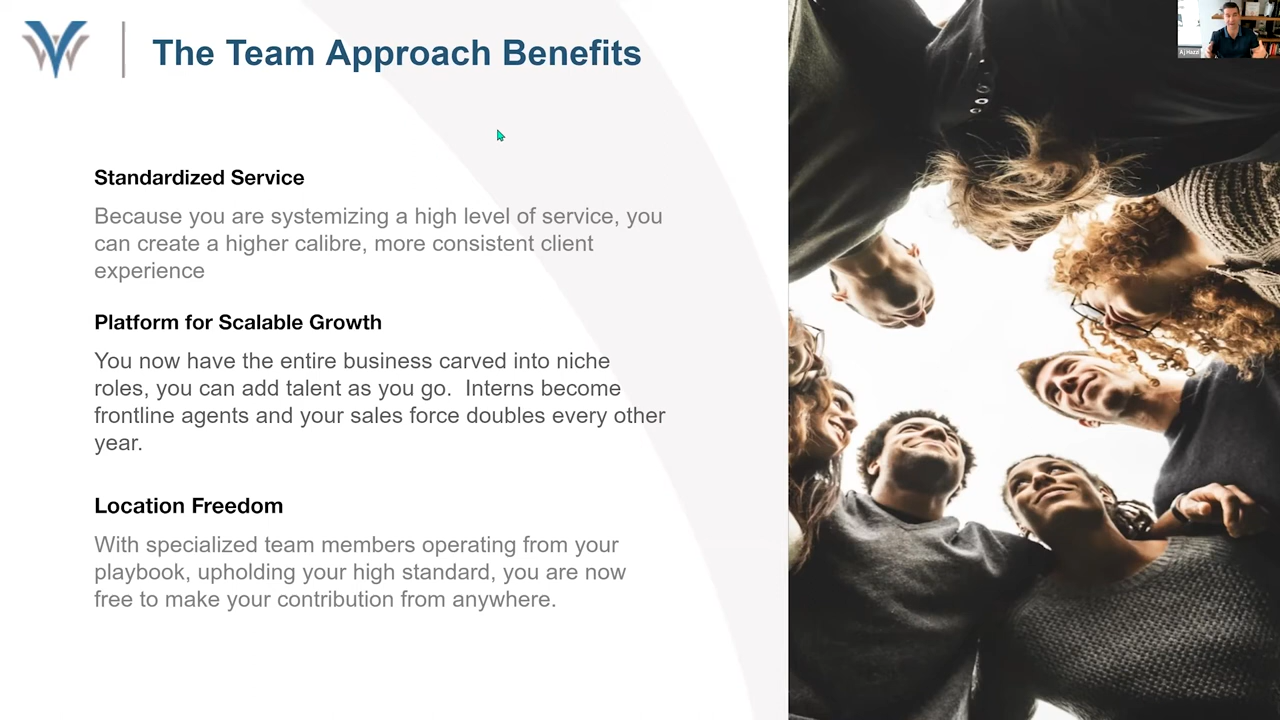 The Team Approach Benefits
Standardized Service
Because you are systemizing a high level of service, you
can create a higher calibre, more consistent client
experience
Platform for Scalable Growth
You now have the entire business carved into niche
roles, you can add talent as you go.  Interns become
frontline agents and your sales force doubles every other
year.
Location Freedom
With specialized team members operating from your
playbook, upholding your high standard, you are now
free to make your contribution from anywhere.